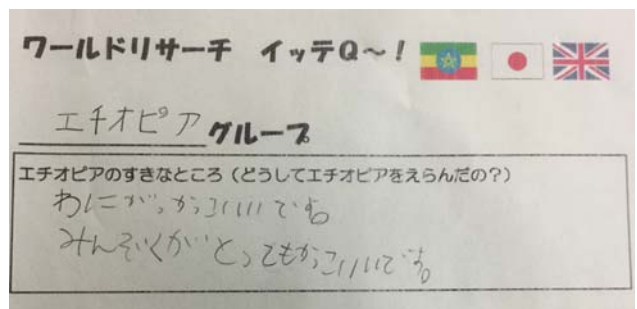 ワールドリサーチ イッテQ～!
エチオピアグループ
エチオピアのすきなところ（どうしてエチオピアをえらんだの?）
わにがっかっこいいです。
みんぞくがとってもかっこいいです。